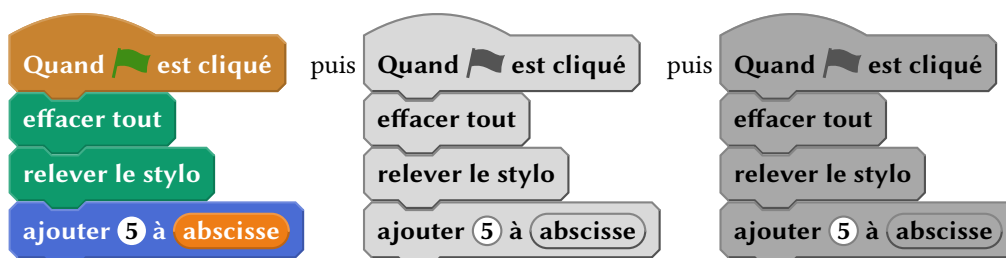 Quand est cliqué puis Quand est cliqué puis Quand est cliqué
effacer tout effacer tout effacer tout
relever le stylo relever le stylo relever le stylo
ajouter 5 à abscisse ajouter 5 à abscisse ajouter 5 à abscisse